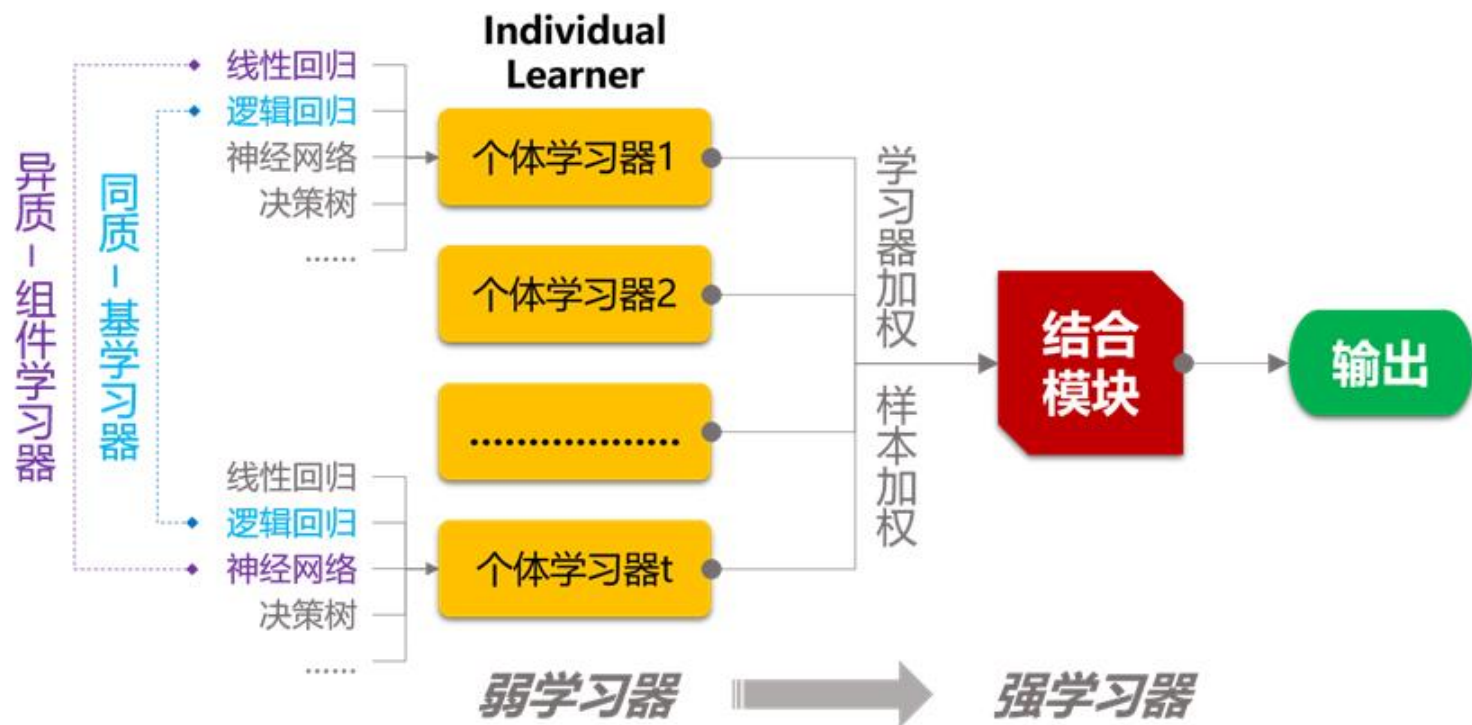 Individual
Learner
线性回归
逻辑回归
神经网络
决策树
......
异质-组件学习器
同质-基学习器
个体学习器1
个体学习器2
..................
线性回归
逻辑回归
神经网络
决策树
......
个体学习器t
学习器加权
样本加权
结合
模块
输出
弱学习器
强学习器